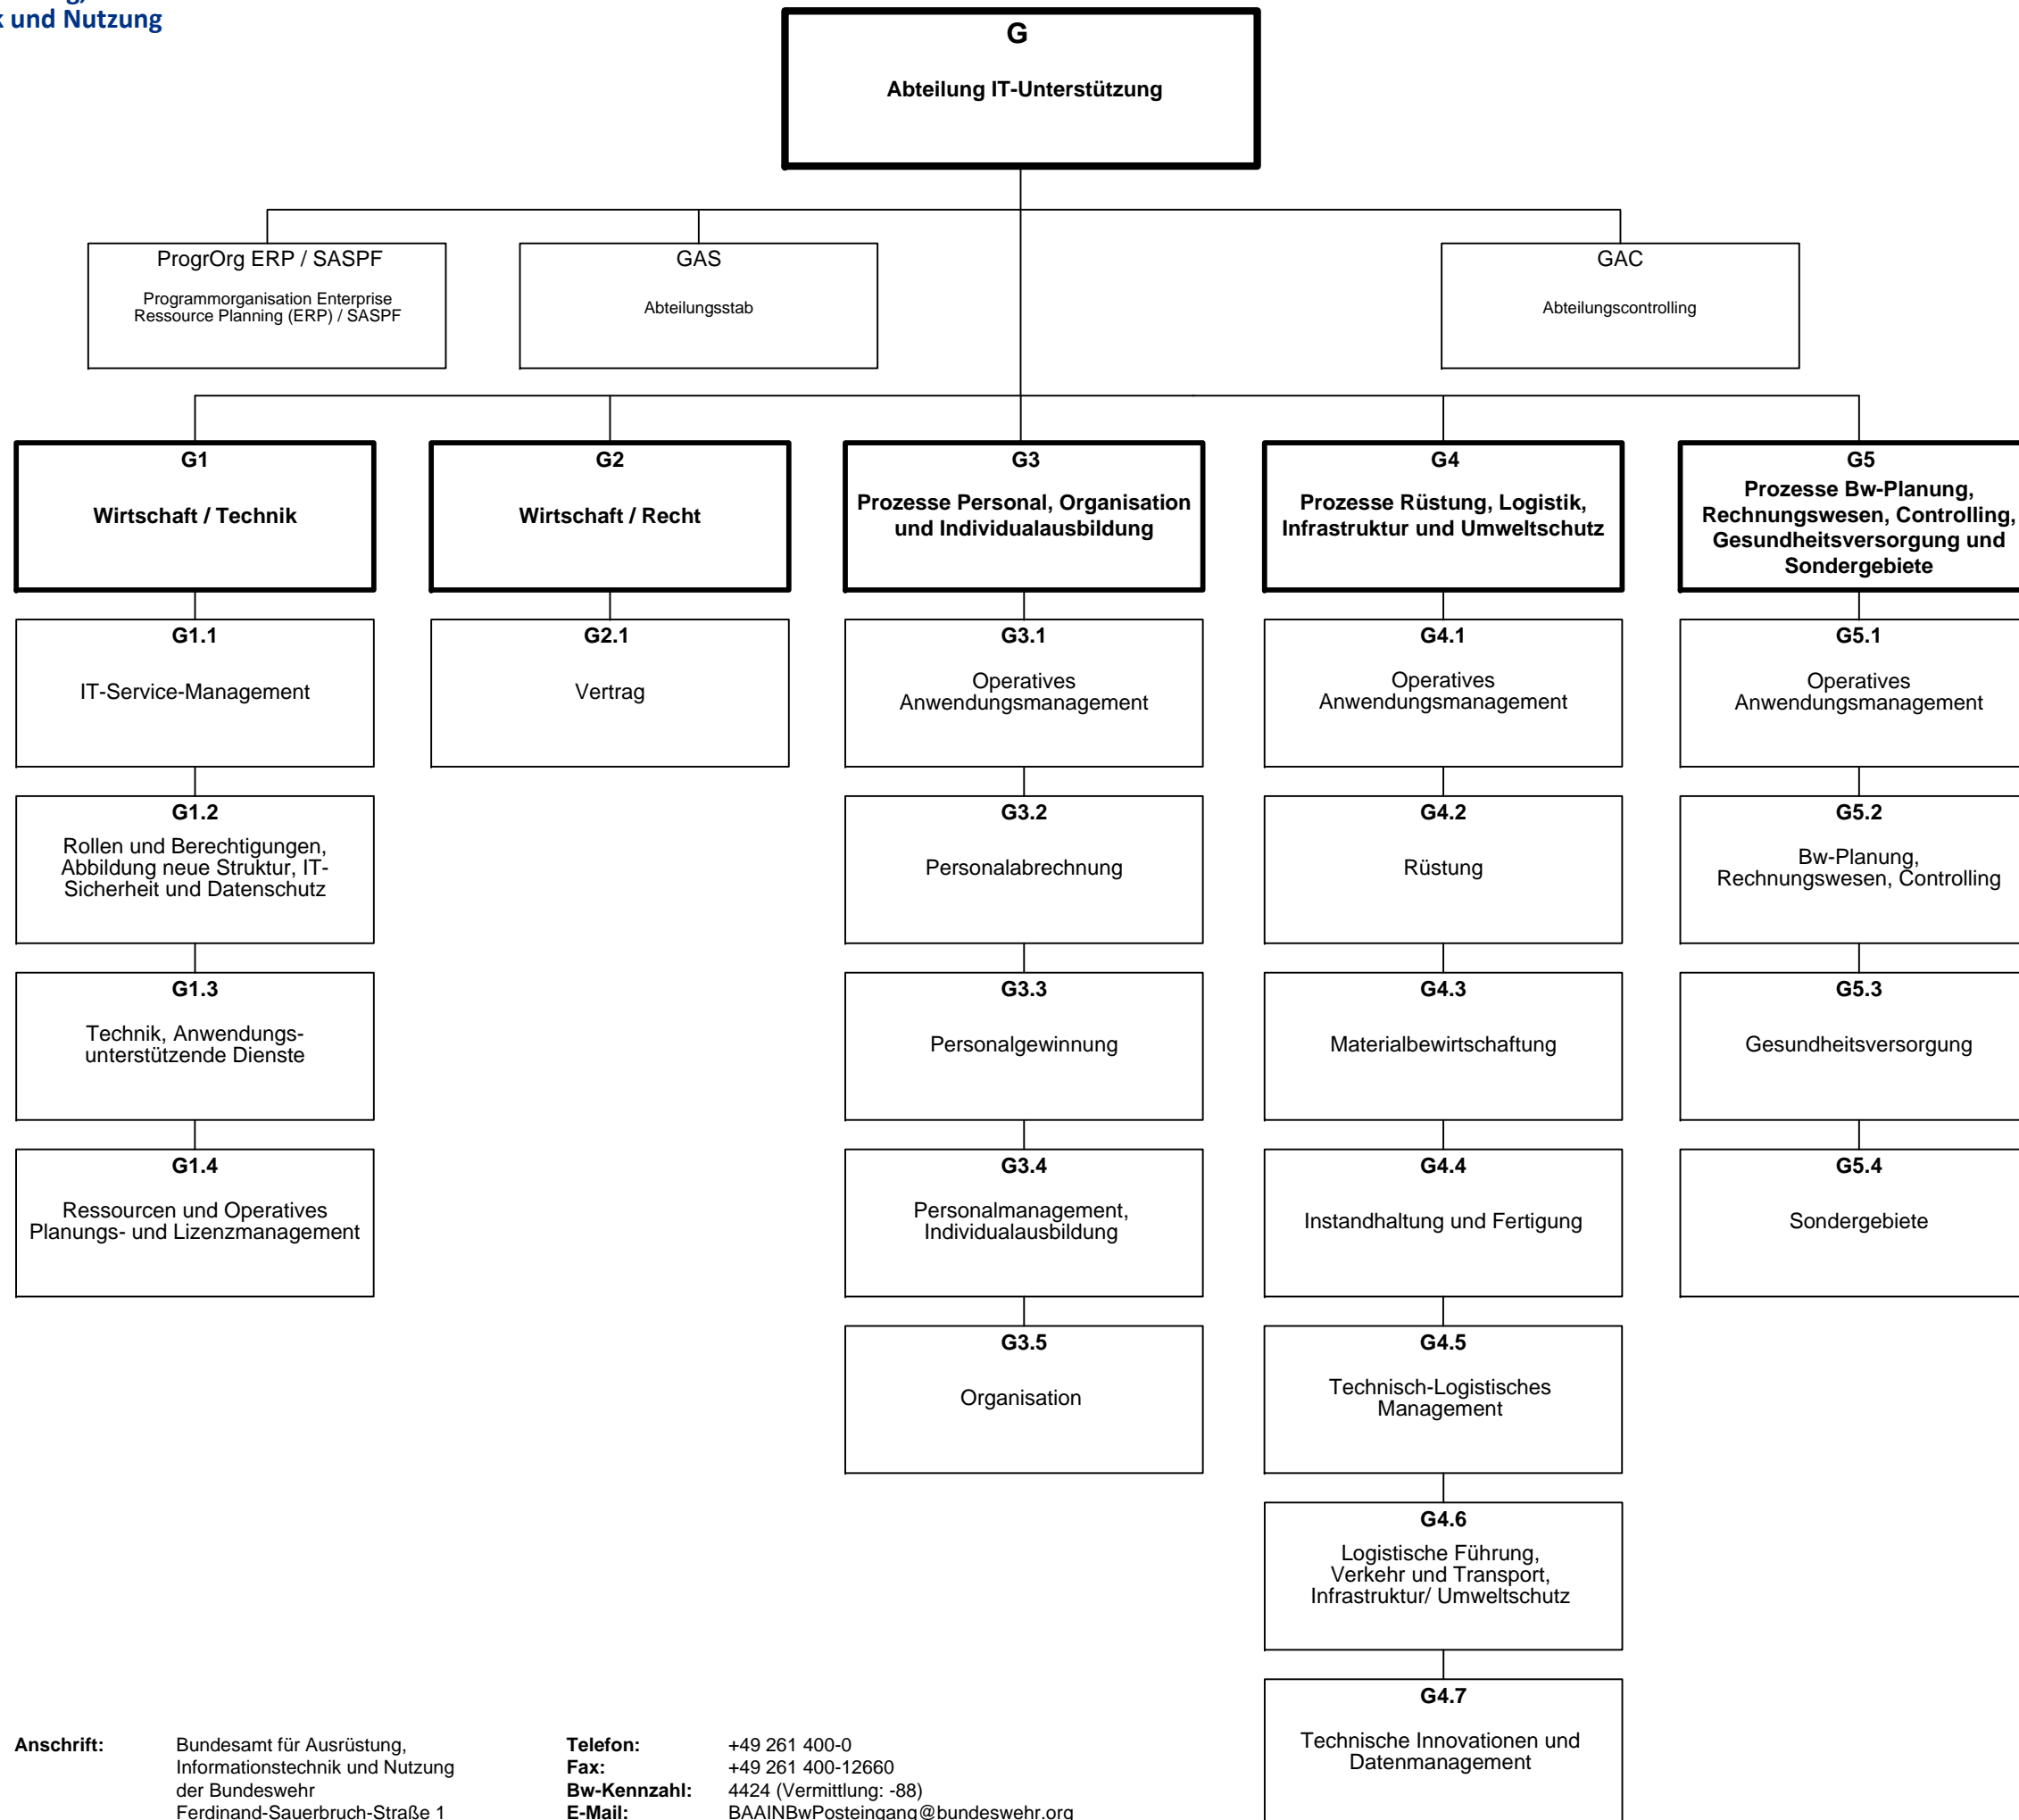 k und Nutzung
G
Abteilung IT-Unterstützung
ProgrOrg ERP / SASPF
Programmorganisation Enterprise
Ressource Planning (ERP) / SASPF
GAS
Abteilungsstab
GAC
Abteilungscontrolling
G1
Wirtschaft / Technik
G2
Wirtschaft / Recht
G3
Prozesse Personal, Organisation
und Individualausbildung
G4
Prozesse Rüstung, Logistik,
Infrastruktur und Umweltschutz
G5
Prozesse Bw-Planung,
Rechnungswesen, Controlling,
Gesundheitsversorgung und
Sondergebiete
G1.1
IT-Service-Management
G2.1
Vertrag
G3.1
Operatives
Anwendungsmanagement
G4.1
Operatives
Anwendungsmanagement
G5.1
Operatives
Anwendungsmanagement
G1.2
Rollen und Berechtigungen,
Abbildung neue Struktur, IT-
Sicherheit und Datenschutz
G3.2
Personalabrechnung
G4.2
Rüstung
G5.2
Bw-Planung,
Rechnungswesen, Controlling
G1.3
Technik, Anwendungs-
unterstützende Dienste
G3.3
Personalgewinnung
G4.3
Materialbewirtschaftung
G5.3
Gesundheitsversorgung
G1.4
Ressourcen und Operatives
Planungs- und Lizenzmanagement
G3.4
Personalmanagement,
Individualausbildung
G4.4
Instandhaltung und Fertigung
G5.4
Sondergebiete
G3.5
Organisation
G4.5
Technisch-Logistisches
Management
G4.6
Logistische Führung,
Verkehr und Transport,
Infrastruktur/ Umweltschutz
G4.7
Technische Innovationen und
Datenmanagement
Anschrift: Bundesamt für Ausrüstung,
Informationstechnik und Nutzung
der Bundeswehr
Ferdinand-Sauerbruch-Straße 1
Telefon: +49 261 400-0
Fax: +49 261 400-12660
Bw-Kennzahl: 4424 (Vermittlung: -88)
E-Mail: BAAINBwPosteingang@bundeswehr.org